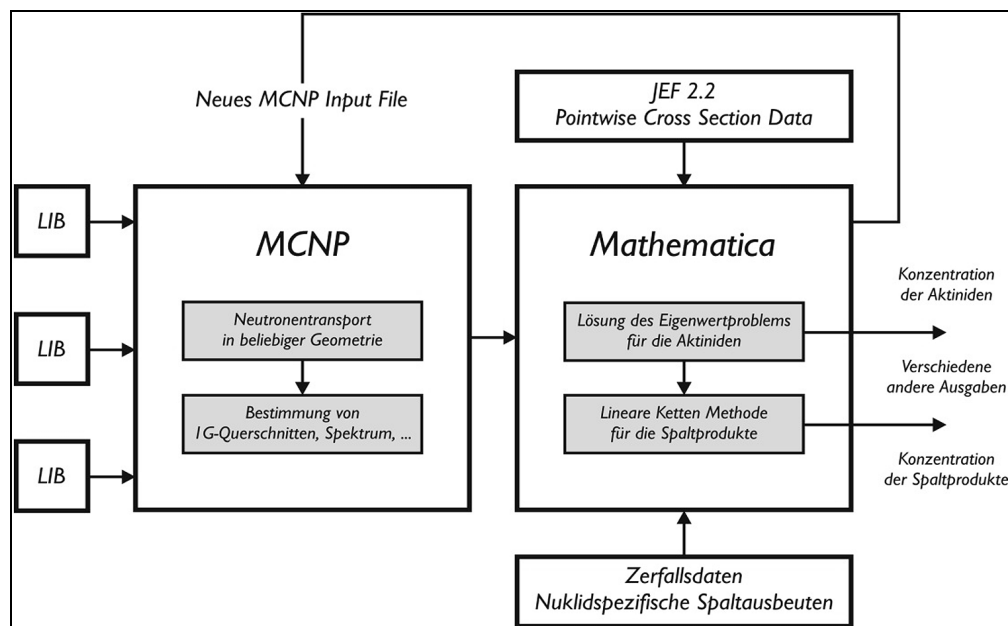 Neues MCNP Input File
JEF 2.2
Pointwise Cross Section Data
LIB
LIB
LIB
MCNP
Neutronentransport
in beliebiger Geometrie
Bestimmung von
1G-Querschnitten, Spektrum, ...
Mathematica
Lösung des Eigenwertproblems
für die Aktiniden
Lineare Ketten Methode
für die Spaltprodukte
Konzentration
der Aktiniden
Verschiedene
andere Ausgaben
Konzentration
der Spaltprodukte
Zerfallsdaten
Nuklidspezifische Spaltausbeuten